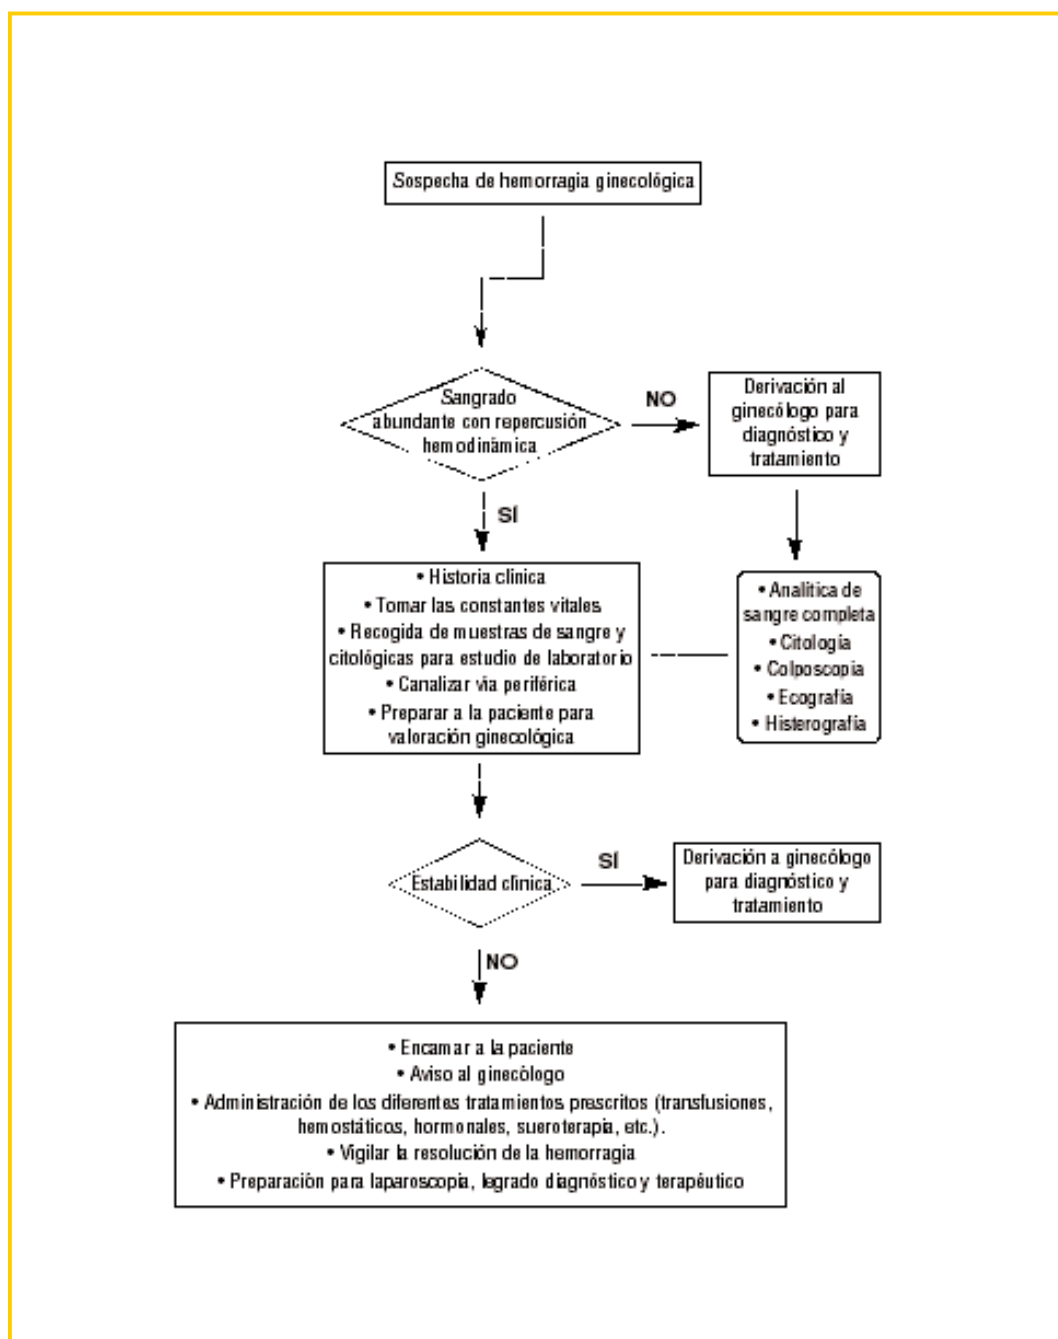 Sospecha de hemorragia ginecológica
Sangrado
abundante con repercusión
hemodinámica
NO
Derivación al
ginecólogo para
diagnóstico y
tratamiento
SÍ
• Historia clínica
• Tomar las constantes vitales
• Recogida de muestras de sangre y
citológicas para estudio de laboratorio
• Canalizar vía periférica
• Preparar a la paciente para
valoración ginecológica
• Analítica de
sangre completa
• Citología
• Colposcopia
• Ecografía
• Histerografía
Estabilidad clínica
SÍ
Derivación a ginecólogo
para diagnóstico y
tratamiento
NO
• Encamar a la paciente
• Aviso al ginecólogo
• Administración de los diferentes tratamientos prescritos (transfusiones,
hemostáticos, hormonales, sueroterapia, etc.).
• Vigilar la resolución de la hemorragia
• Preparación para laparoscopia, legrado diagnóstico y terapéutico